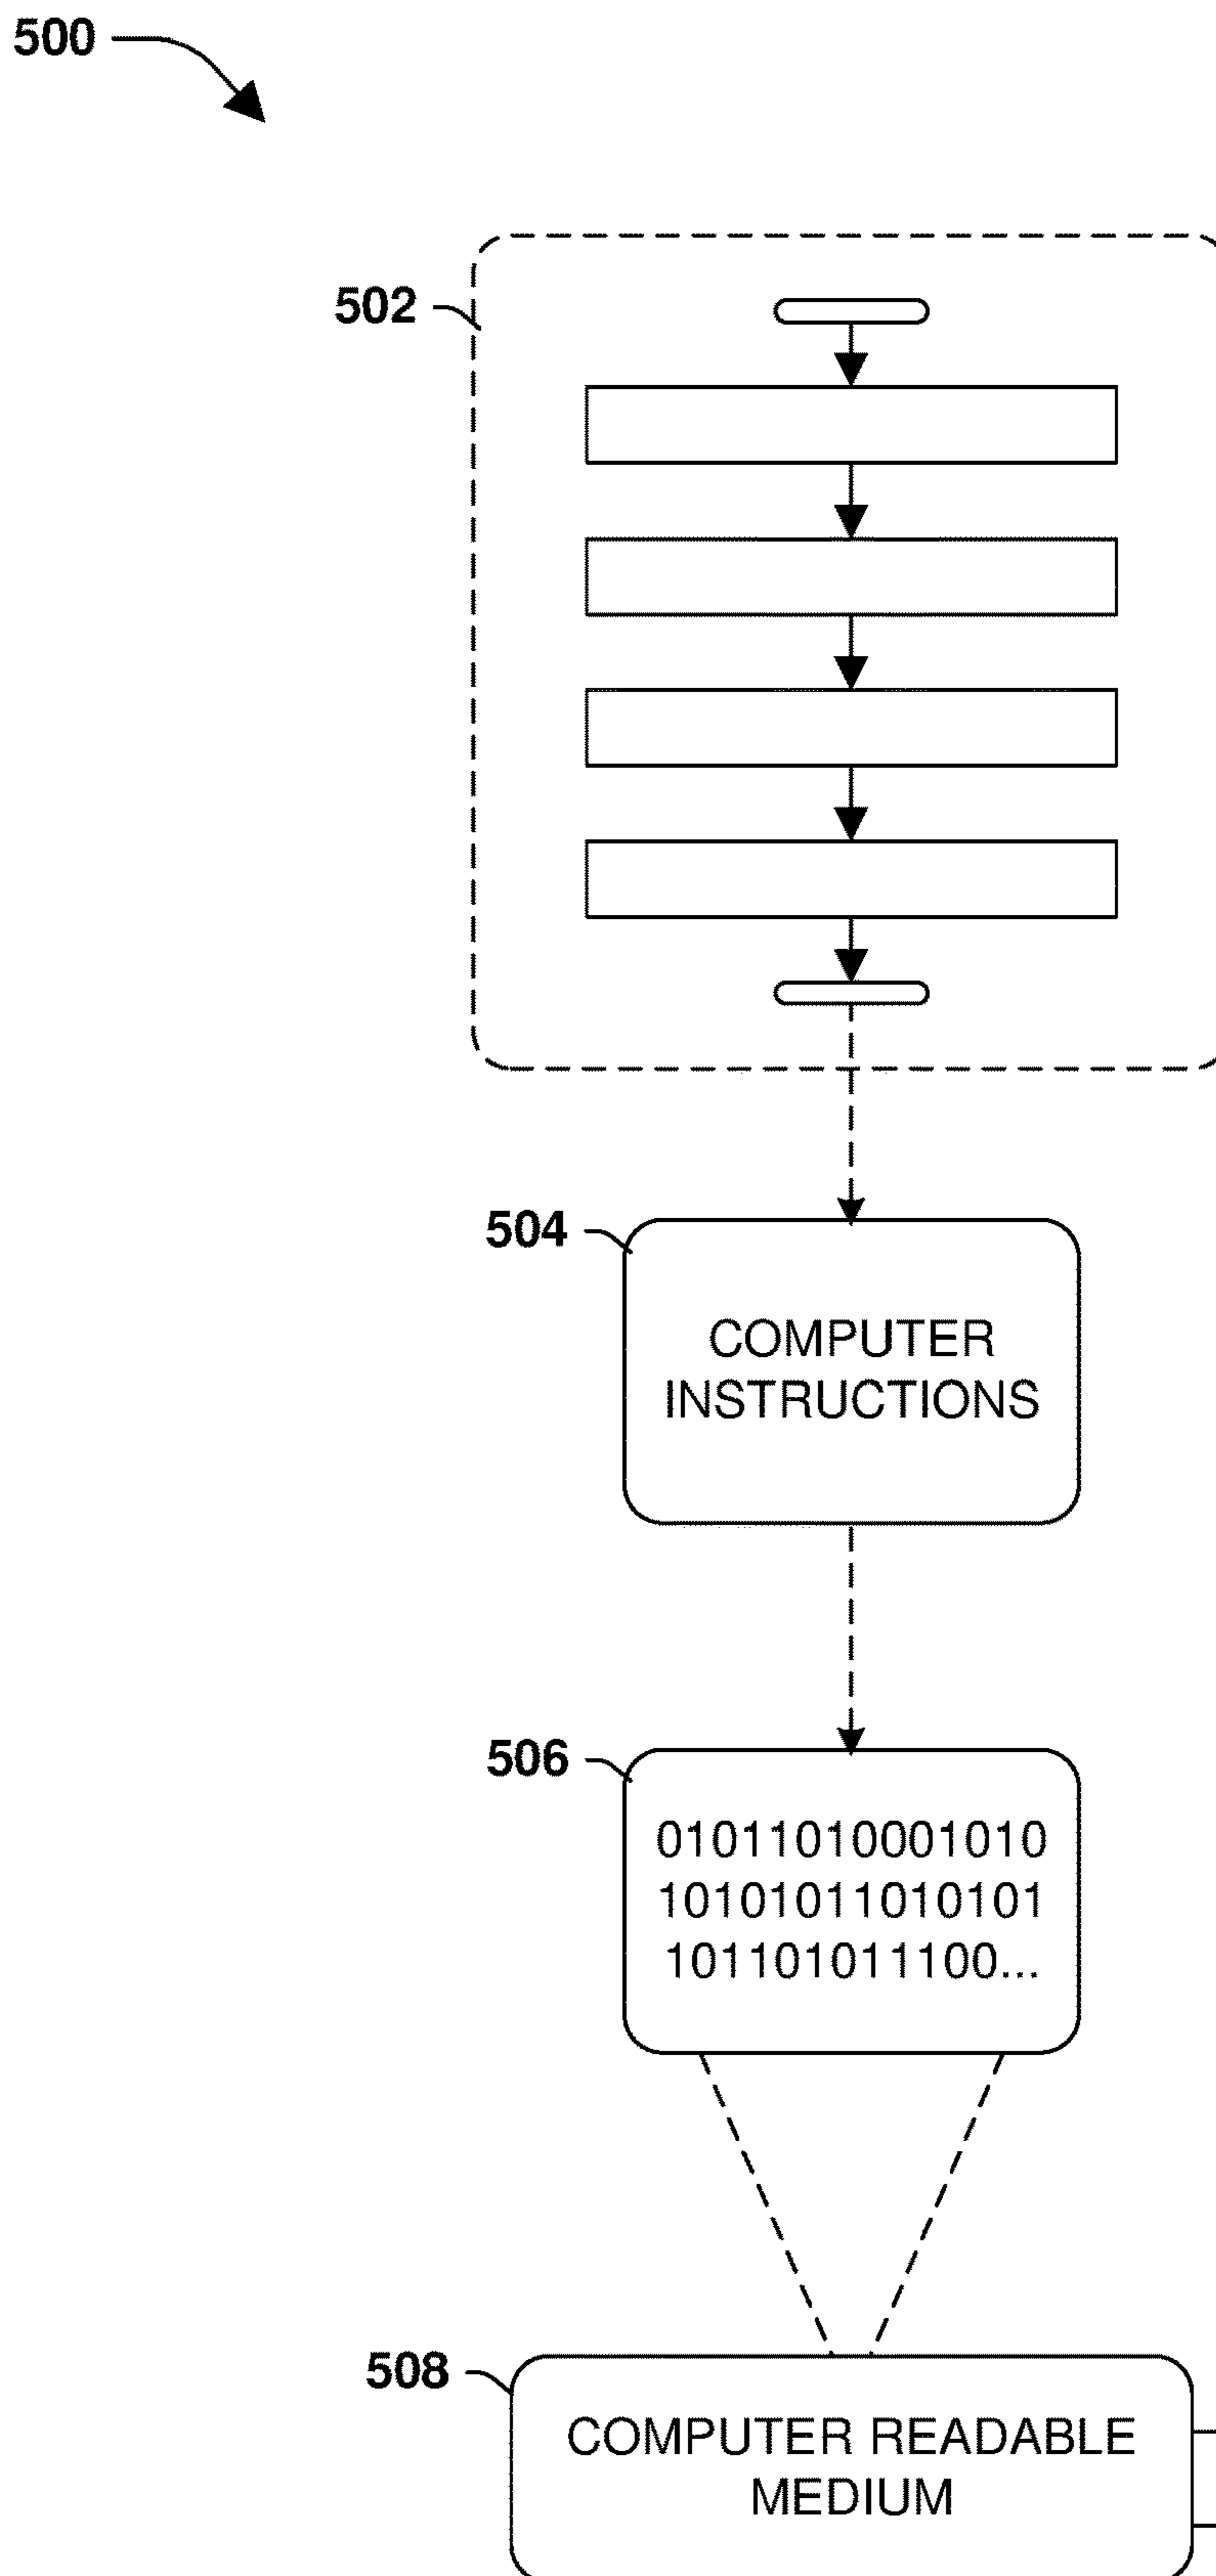 500
502
504
COMPUTER
INSTRUCTIONS
506
01011010001010
10101011010101
101101011100...
508
COMPUTER READABLE
MEDIUM